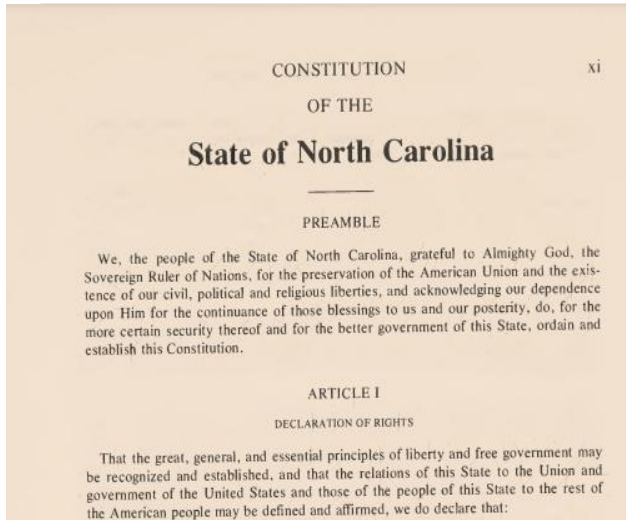 CONSTITUTION
xi
OF THE
State of North Carolina
PREAMBLE
We, the people of the State of North Carolina, grateful to Almighty God, the
Sovereign Ruler of Nations, for the preservation of the American Union and the exis-
tence of our civil, political and religious liberties, and acknowledging our dependence
upon Him for the continuance of those blessings to us and our posterity, do, for the
more certain security thereof and for the better government of this State, ordain and
establish this Constitution.
ARTICLE I
DECLARATION OF RIGHTS
That the great, general, and essential principles of liberty and free government may
be recognized and established, and that the relations of this State to the Union and
government of the United States and those of the people of this State to the rest of
the American people may be defined and affirmed, we do declare that: